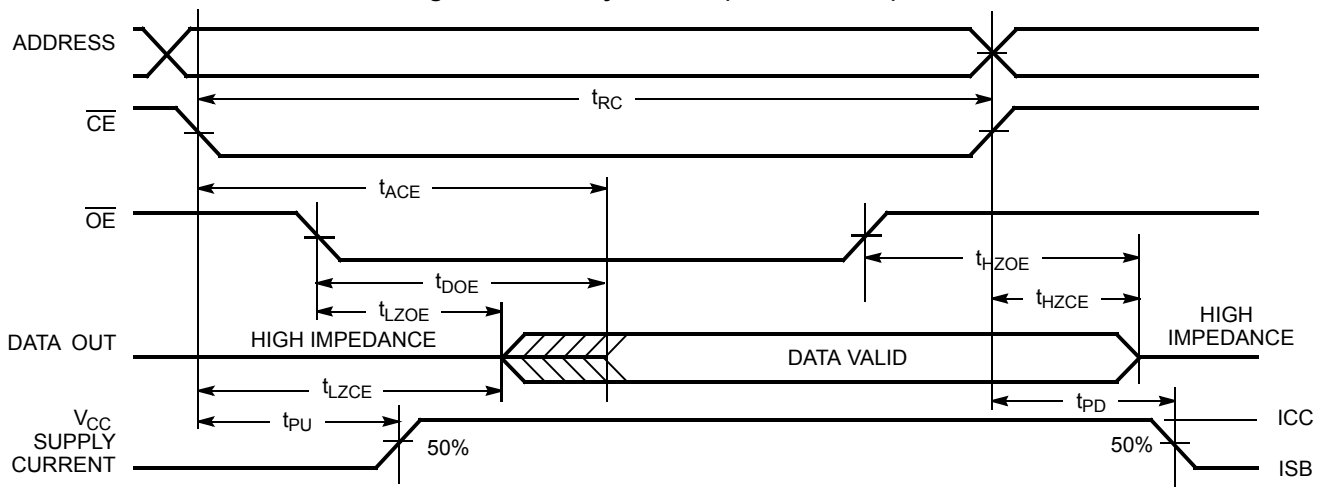 ADDRESS
tRC
CE
tACE
OE
tHZOE
tDOE
tHZCE
tLZOE
HIGH IMPEDANCE
DATA OUT
HIGH IMPEDANCE
DATA VALID
tLZCE
tPU
tPD
VCC
SUPPLY
CURRENT
50%
50%
ICC
ISB